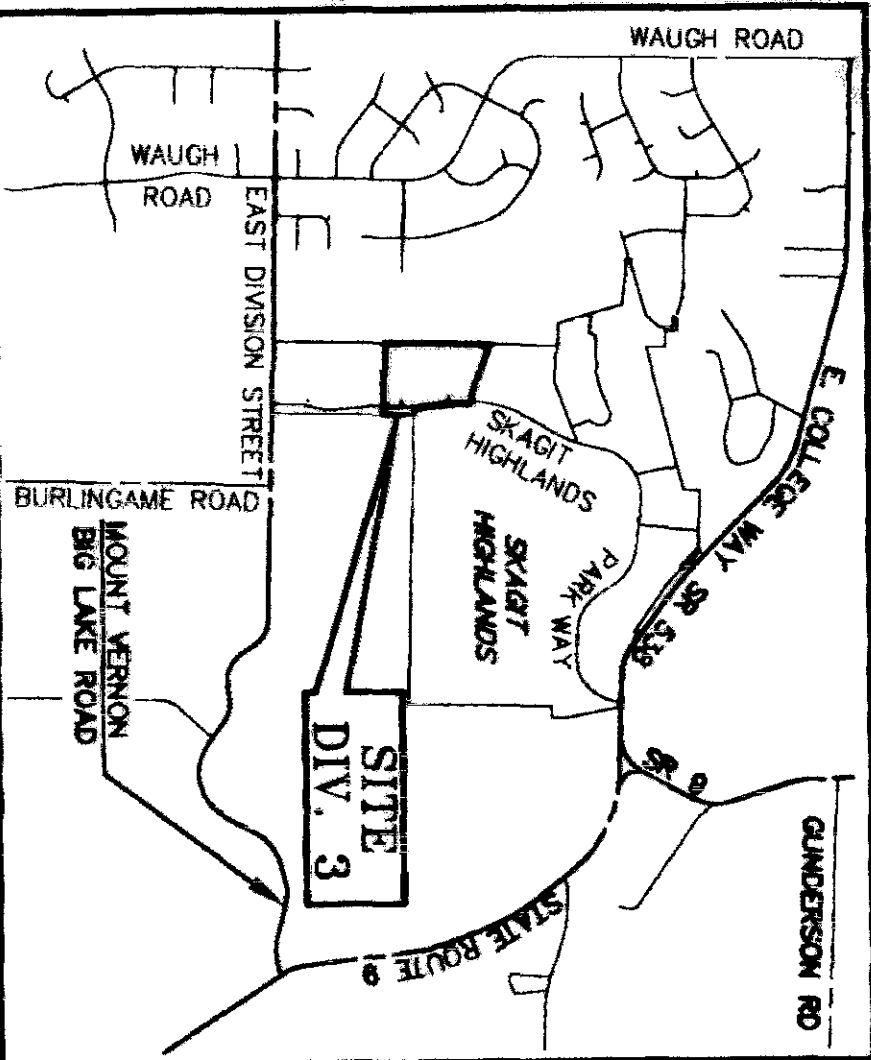 WAUGH ROAD
WAUGH
ROAD
EAST DIVISION STREET
BURLINGAME ROAD
MOUNT VERNON
BIG LAKE ROAD
SKAGIT
HIGHLANDS
PARK WAY
SKAGIT
HIGHLANDS
E. COLLEGE WAY SR 538
SR 9
GUNDERSON RD
STATE ROUTE 9
SITE
DIV. 3